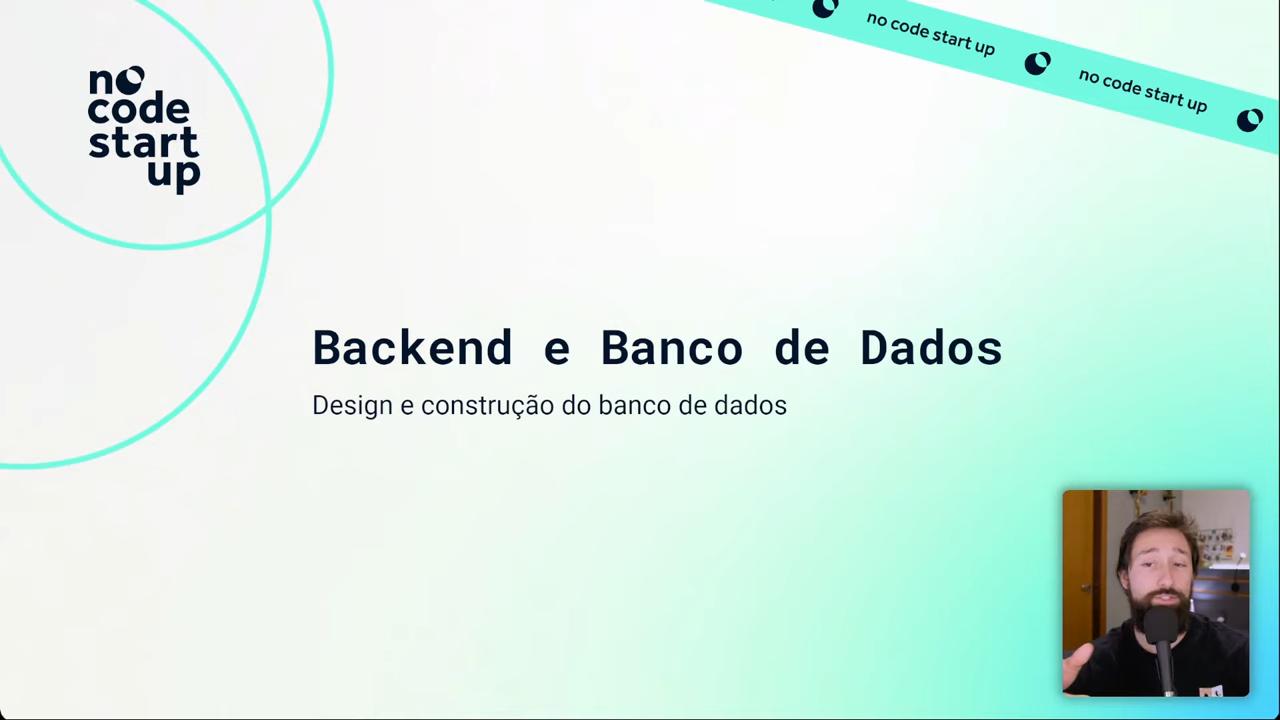 no
code
start
up
no code start up
no code start up
Backend e Banco de Dados
Design e construção do banco de dados